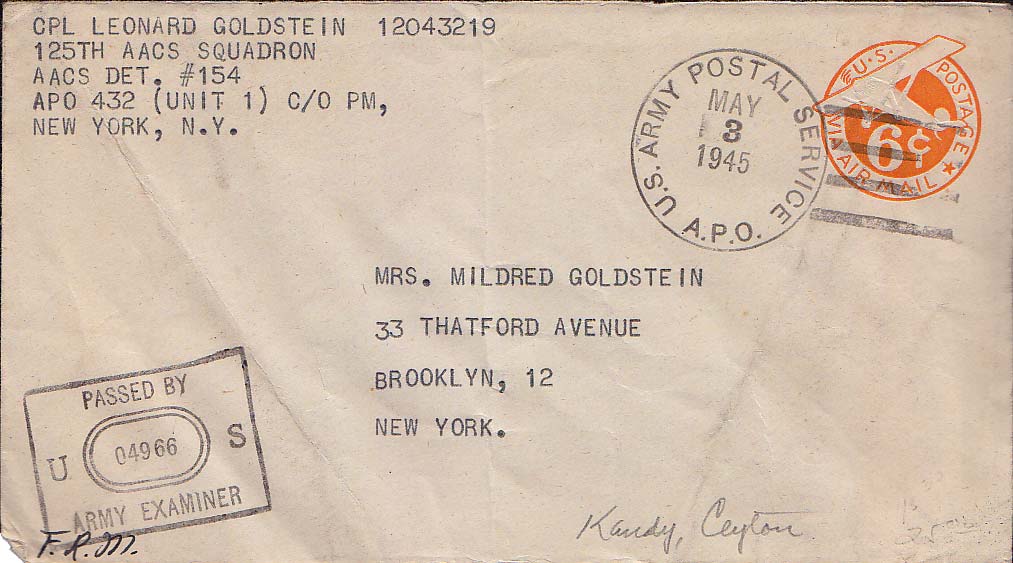 CPL LEONARD GOLDSTEIN 12043219
125TH AACS SQUADRON
AACS DET. #154
APO 432 (UNIT 1) C/O PM,
NEW YORK, N.Y.
U.S. ARMY POSTAL SERVICE
MAY
3
1945
A.P.O.
U.S. POSTAGE
6¢
VIA AIR MAIL
MRS. MILDRED GOLDSTEIN
33 THATFORD AVENUE
BROOKLYN, 12
NEW YORK.
PASSED BY
U 04966 S
ARMY EXAMINER
F.R.M.
Kandy, Ceylon